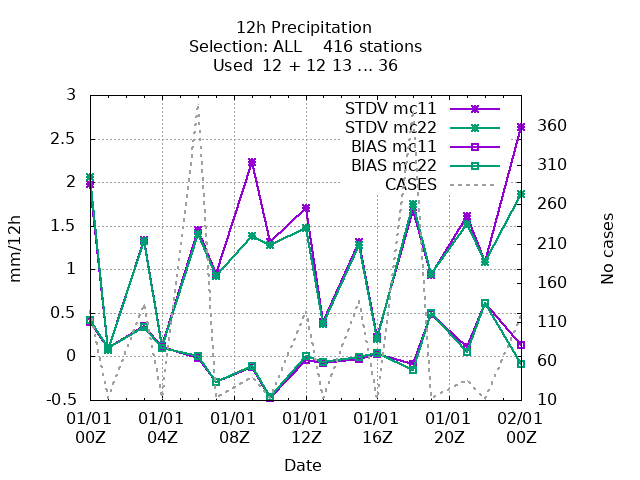 12h Precipitation
Selection: ALL    416 stations
Used  12 + 12 13 ... 36
STDV mc11
STDV mc22
BIAS mc11
BIAS mc22
CASES
3
2.5
2
1.5
1
0.5
0
-0.5
mm/12h
360
310
260
210
160
110
60
10
No cases
01/01 01/01 01/01 01/01 01/01 01/01 02/01
00Z 04Z 08Z 12Z 16Z 20Z 00Z
Date